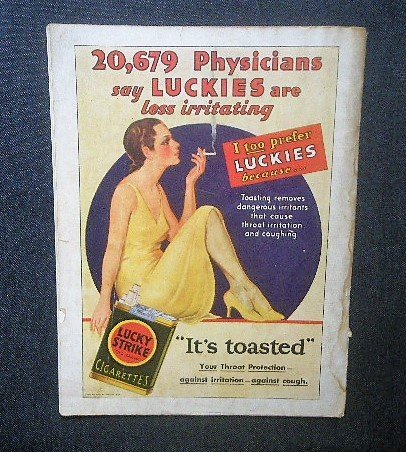 20,679 Physicians
say LUCKIES are
less irritating
I too prefer
LUCKIES
because...
Toasting removes
dangerous irritants
that cause
throat irritation
and coughing
LUCKY
STRIKE
CIGARETTES
"It's toasted"
Your Throat Protection—
against irritation—against cough.